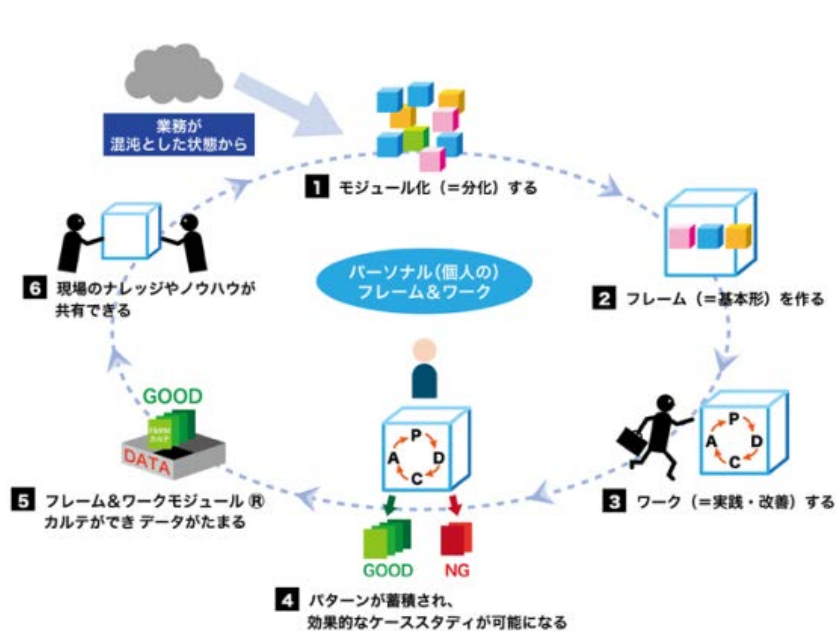 業務が
混沌とした状態から
1 モジュール化（＝分化）する
2 フレーム（＝基本形）を作る
パーソナル（個人の）
フレーム＆ワーク
6 現場のナレッジやノウハウが
共有できる
P
D
C
A
3 ワーク（＝実践・改善）する
P
D
C
A
GOOD
NG
4 パターンが蓄積され、
効果的なケーススタディが可能になる
GOOD
カルテ
DATA
5 フレーム＆ワークモジュール®
カルテができ データがたまる